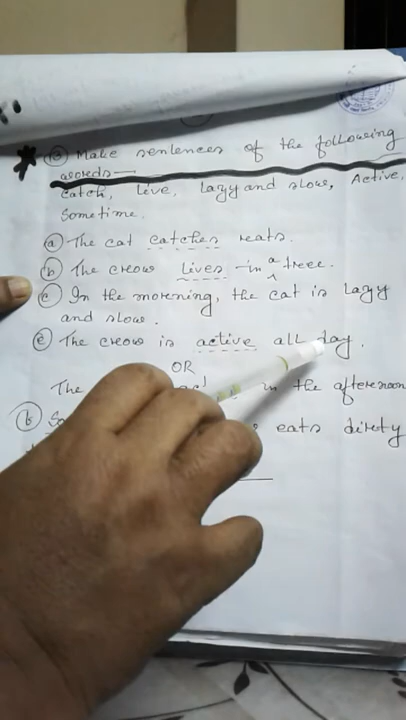 13 Make sentences of the following
words—
catch, live, lazy and slow, Active,
Sometime.
a The cat catches reats.
b The crow lives in a tree.
c In the morning, the cat is lazy
and slow.
e The crow is active all day.
OR
The in the afternoon
eats dirty